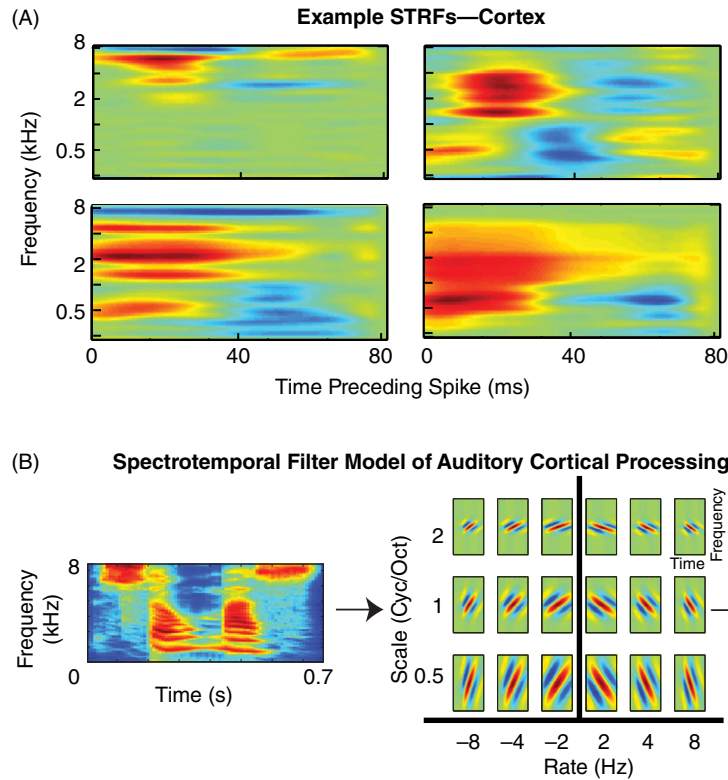 (A)
Example STRFs—Cortex
8
2
0.5
8
2
0.5
Frequency (kHz)
0 40 80 0 40 80
Time Preceding Spike (ms)
(B)
Spectrotemporal Filter Model of Auditory Cortical Processing
Frequency
(kHz)
8
0
0.7
Time (s)
Scale (Cyc/Oct)
2
1
0.5
Frequency
Time
–8 –4 –2 2 4 8
Rate (Hz)